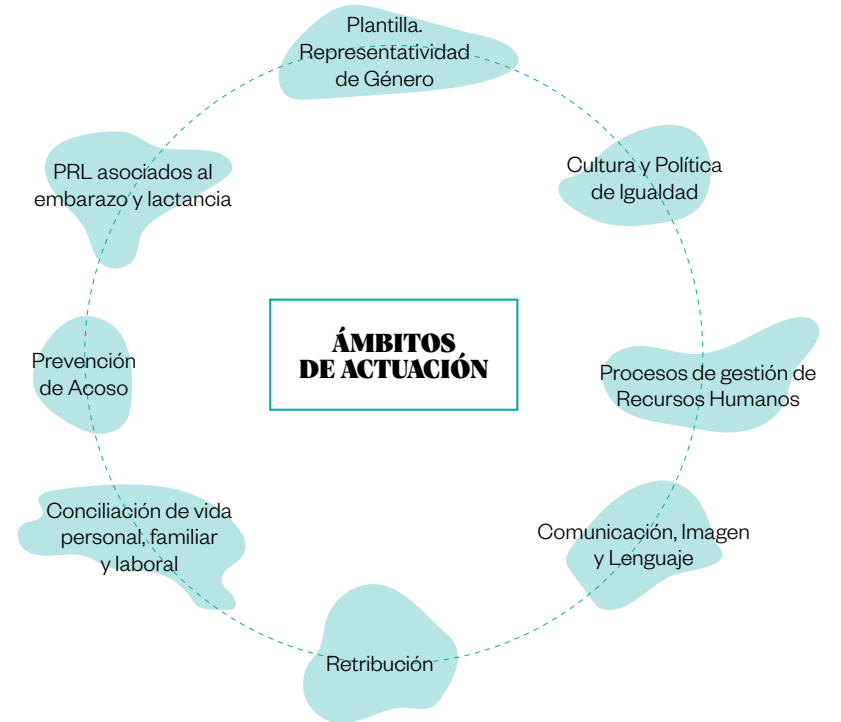 Plantilla.
Representatividad
de Género
Cultura y Política
de Igualdad
Procesos de gestión de
Recursos Humanos
Comunicación, Imagen
y Lenguaje
Retribución
Conciliación de vida
personal, familiar
y laboral
Prevención
de Acoso
PRL asociados al
embarazo y lactancia
ÁMBITOS
DE ACTUACIÓN